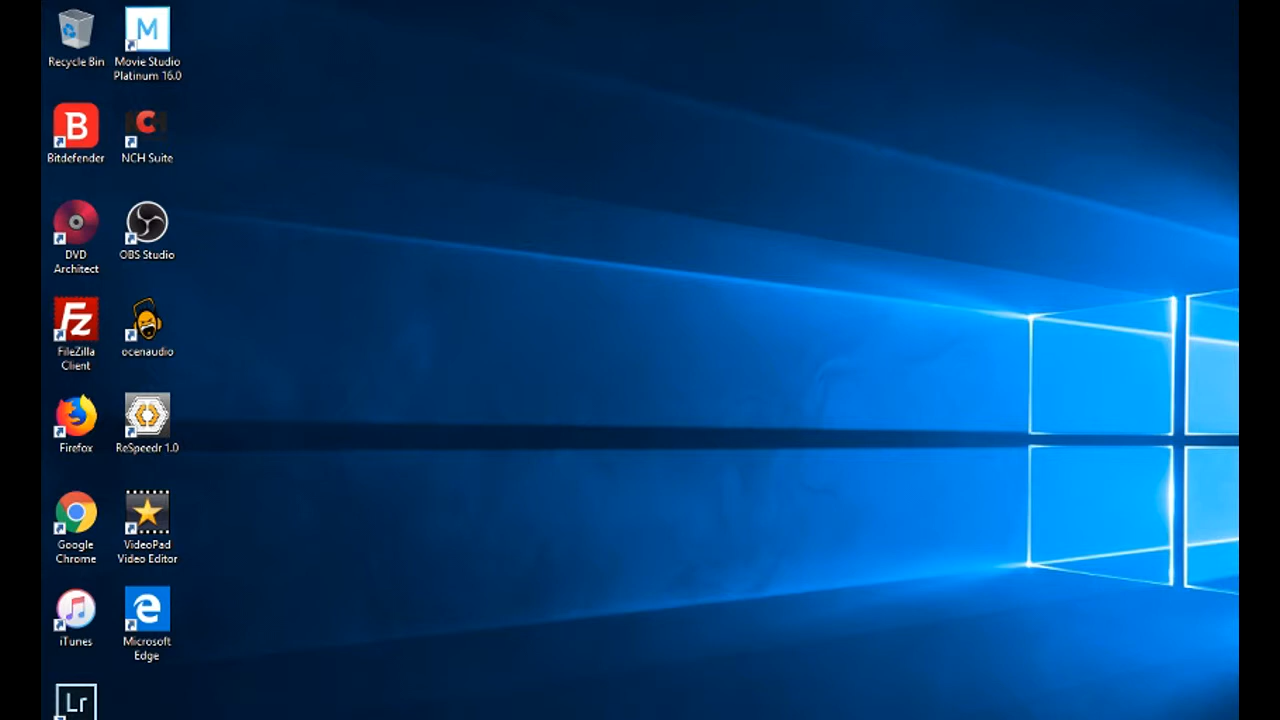 Recycle Bin
Movie Studio
Platinum 16.0
M
B
Bitdefender
C
NCH Suite
DVD
Architect
OBS Studio
Fz
FileZilla
Client
ocenaudio
Firefox
ReSpeedr 1.0
Google
Chrome
VideoPad
Video Editor
iTunes
Microsoft
Edge
Lr